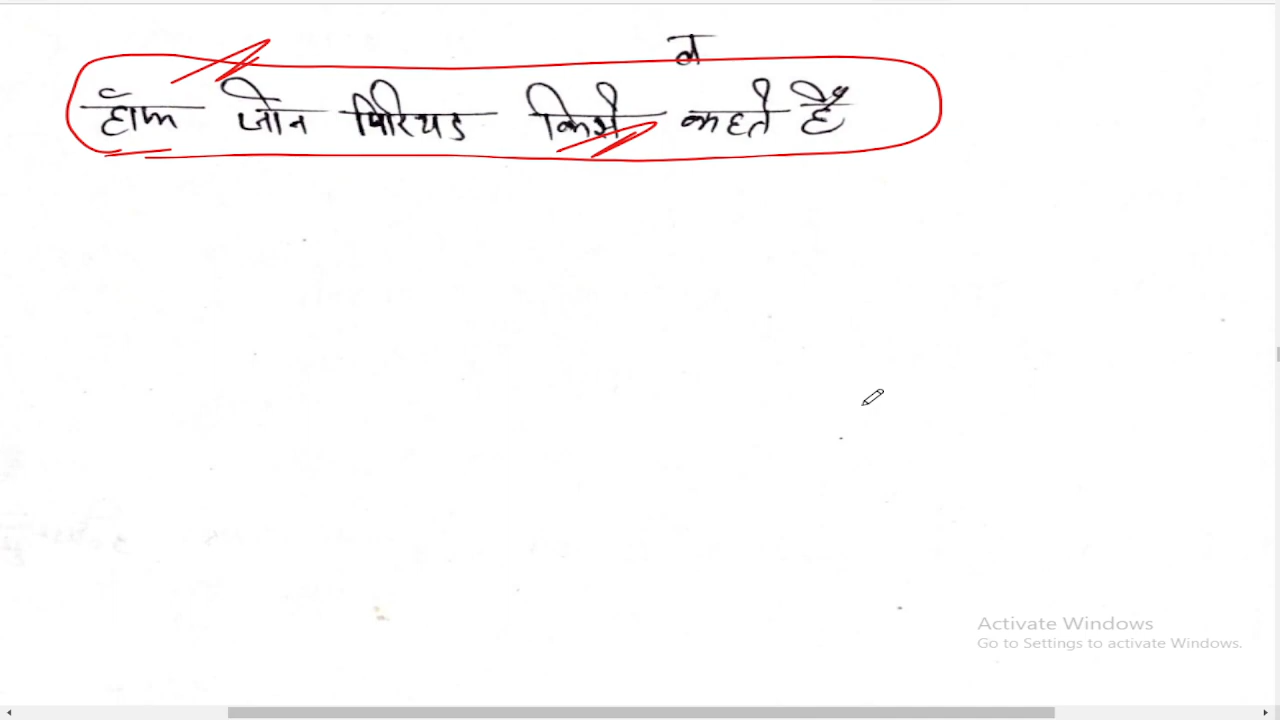 व
हॉफ जोन पिरियड किसे कहते हैं
Activate Windows
Go to Settings to activate Windows.